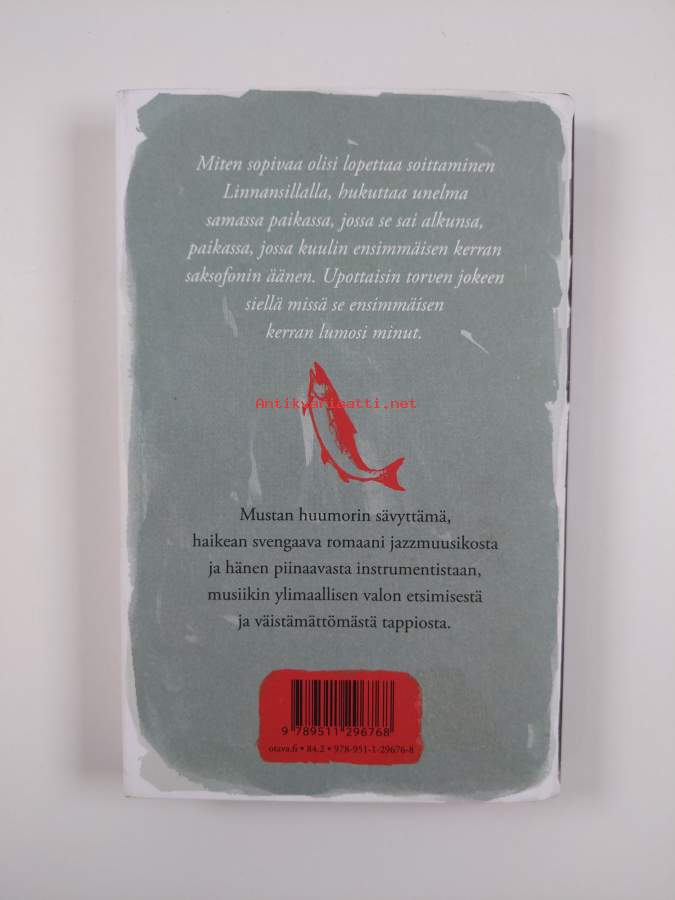 Miten sopivaa olisi lopettaa soittaminen
Linnansillalla, hukuttaa unelma
samassa paikassa, jossa se sai alkunsa,
paikassa, jossa kuulin ensimmäisen kerran
saksofonin äänen. Upottaisin torven jokeen
siellä missä se ensimmäisen
kerran lumosi minut.
Antikvariaatti.net
Mustan huumorin sävyttämä,
haikean svengaava romaani jazzmuusikosta
ja hänen piinaavasta instrumentistaan,
musiikin ylimaallisen valon etsimisestä
ja väistämättömästä tappiosta.
9 789511 296768
otava.fi • 84.2 • 978-951-1-29676-8